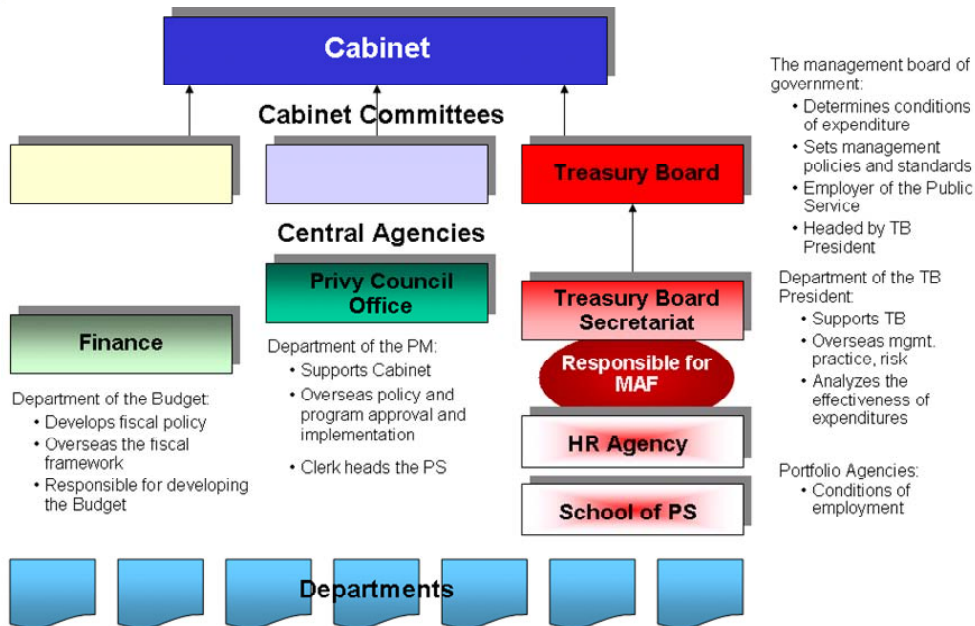 Cabinet
Cabinet Committees
Treasury Board
The management board of
government:
• Determines conditions
of expenditure
• Sets management
policies and standards
• Employer of the Public
Service
• Headed by TB
President
Central Agencies
Finance
Department of the Budget:
• Develops fiscal policy
• Overseas the fiscal
framework
• Responsible for developing
the Budget
Privy Council
Office
Department of the PM:
• Supports Cabinet
• Overseas policy and
program approval and
implementation
• Clerk heads the PS
Treasury Board
Secretariat
Responsible for
MAF
HR Agency
School of PS
Department of the TB
President:
• Supports TB
• Overseas mgmt.
practice, risk
• Analyzes the
effectiveness of
expenditures
Portfolio Agencies:
• Conditions of
employment
Departments